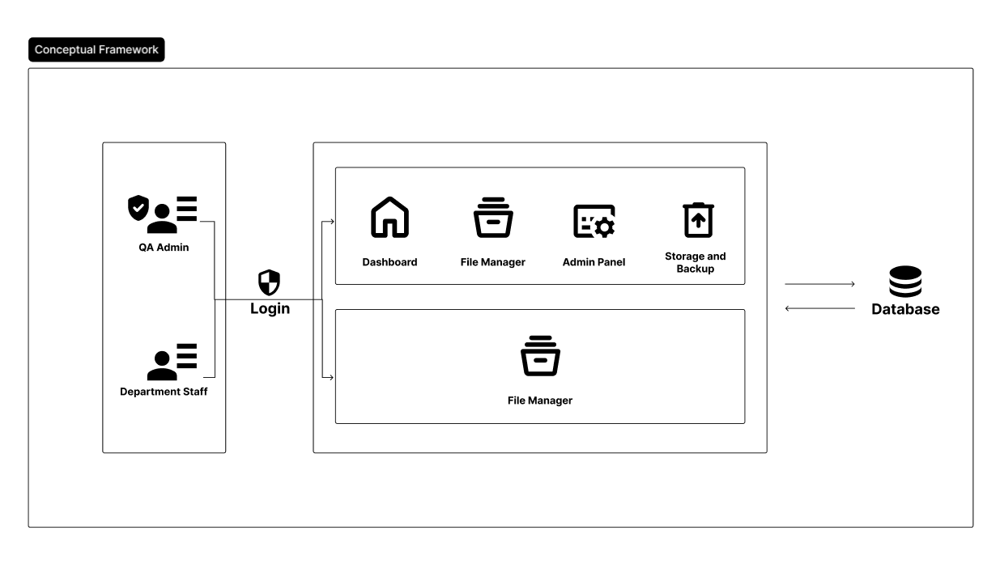 Conceptual Framework
QA Admin
Department Staff
Login
Dashboard
File Manager
Admin Panel
Storage and
Backup
File Manager
Database